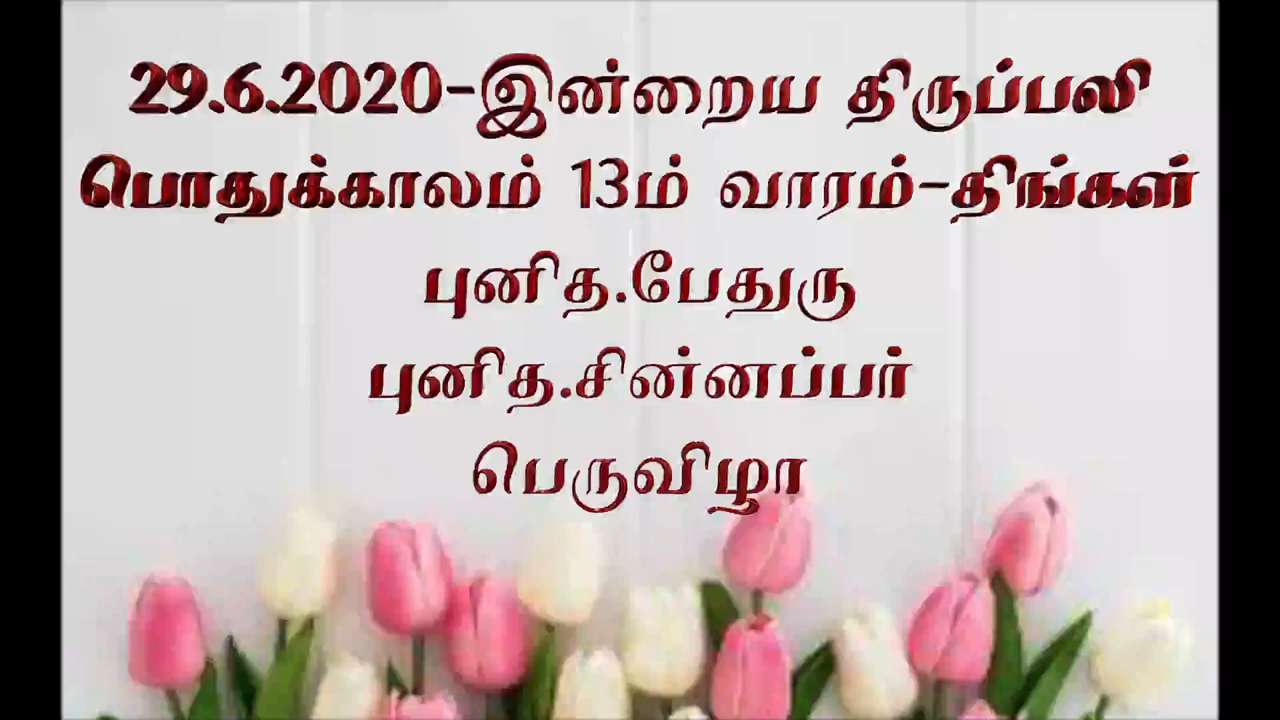 29.6.2020-இன்றைய திருப்பலி
பொதுக்காலம் 13ம் வாரம்-திங்கள்
புனித.பேதுரு
புனித.சின்னப்பர்
பெருவிழா